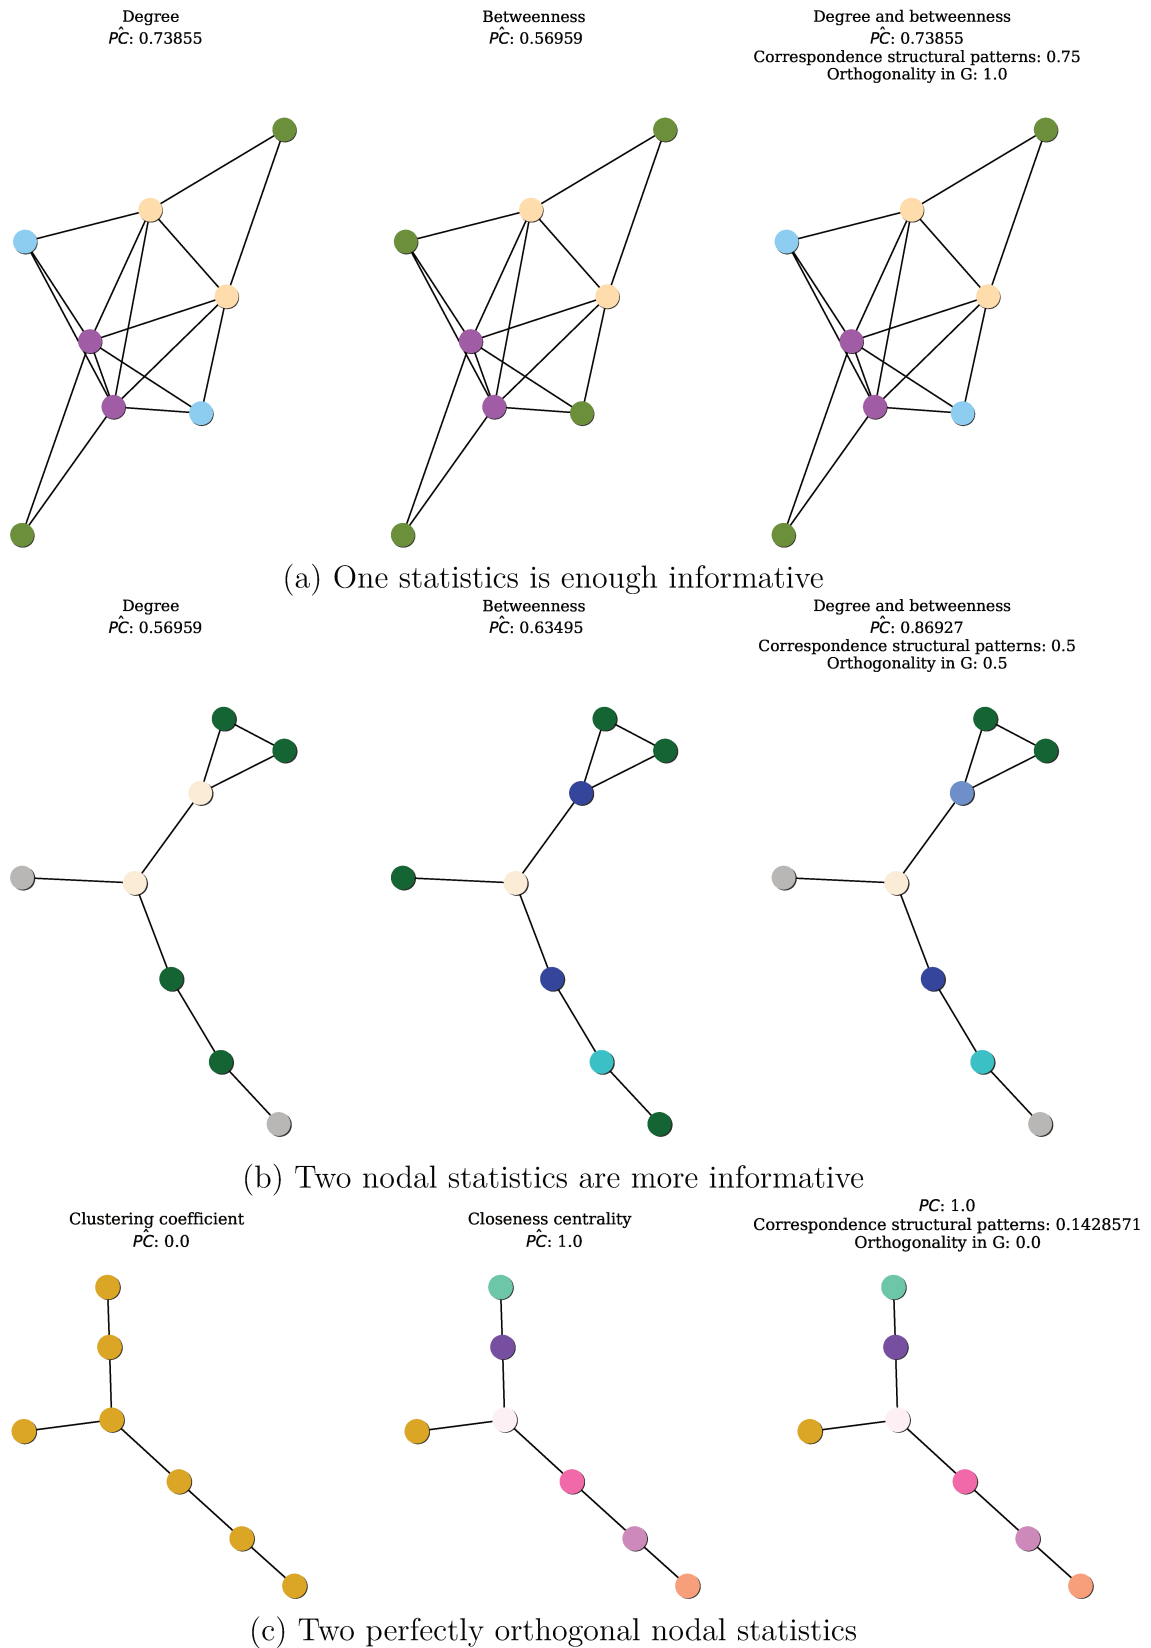 Degree
PĈ: 0.73855
Betweenness
PĈ: 0.56959
Degree and betweenness
PĈ: 0.73855
Correspondence structural patterns: 0.75
Orthogonality in G: 1.0
(a) One statistics is enough informative
Degree
PĈ: 0.56959
Betweenness
PĈ: 0.63495
Degree and betweenness
PĈ: 0.86927
Correspondence structural patterns: 0.5
Orthogonality in G: 0.5
(b) Two nodal statistics are more informative
Clustering coefficient
PĈ: 0.0
Closeness centrality
PĈ: 1.0
PC: 1.0
Correspondence structural patterns: 0.1428571
Orthogonality in G: 0.0
(c) Two perfectly orthogonal nodal statistics